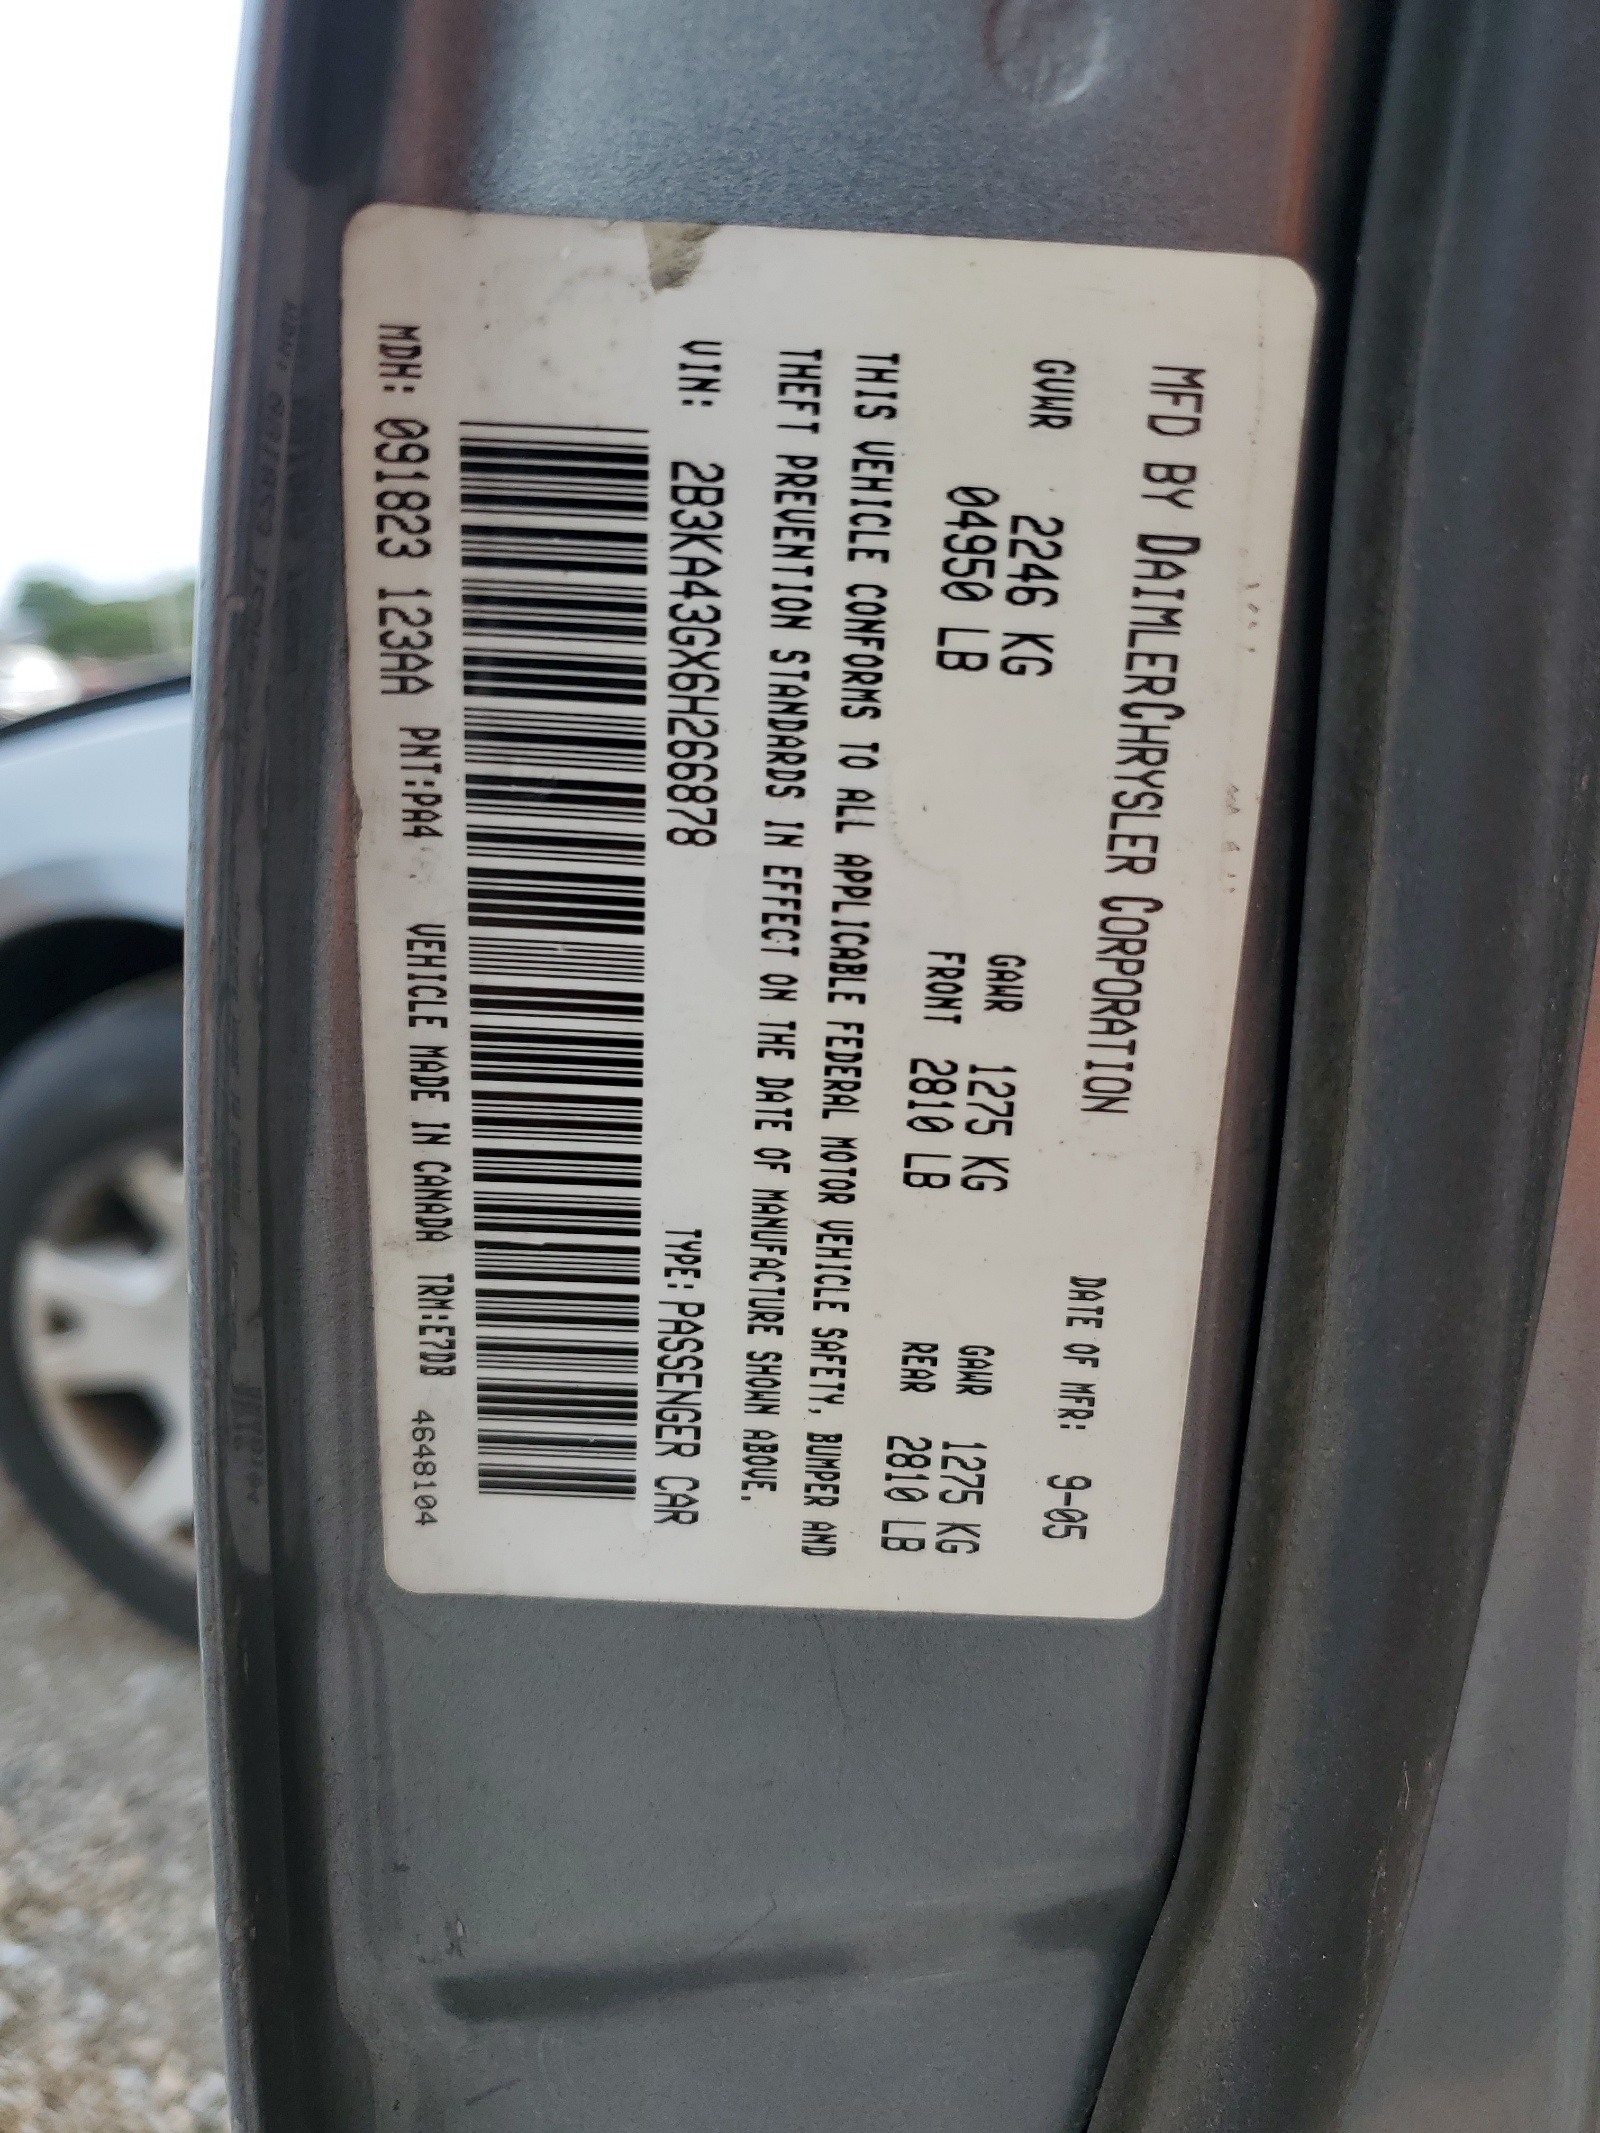 MFD BY DAIMLERCHRYSLER CORPORATION
DATE OF MFR: 9-05
GVWR 2246 KG
04950 LB
GAWR 1275 KG
FRONT 2810 LB
GAWR 1275 KG
REAR 2810 LB
THIS VEHICLE CONFORMS TO ALL APPLICABLE FEDERAL MOTOR VEHICLE SAFETY, BUMPER AND
THEFT PREVENTION STANDARDS IN EFFECT ON THE DATE OF MANUFACTURE SHOWN ABOVE.
VIN: 2B3KA43GX6H266878 TYPE: PASSENGER CAR
MDH: 091823 123AA PNT:PA4 VEHICLE MADE IN CANADA TRM:E7DB 4648104